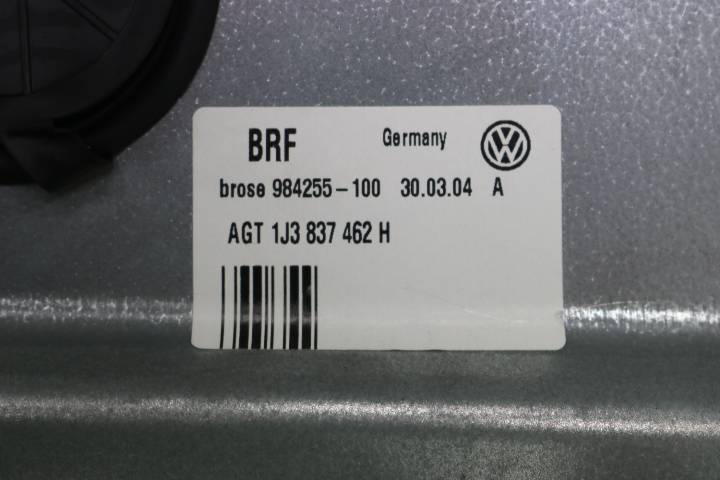 BRF Germany
brose 984255-100 30.03.04 A
AGT 1J3 837 462 H